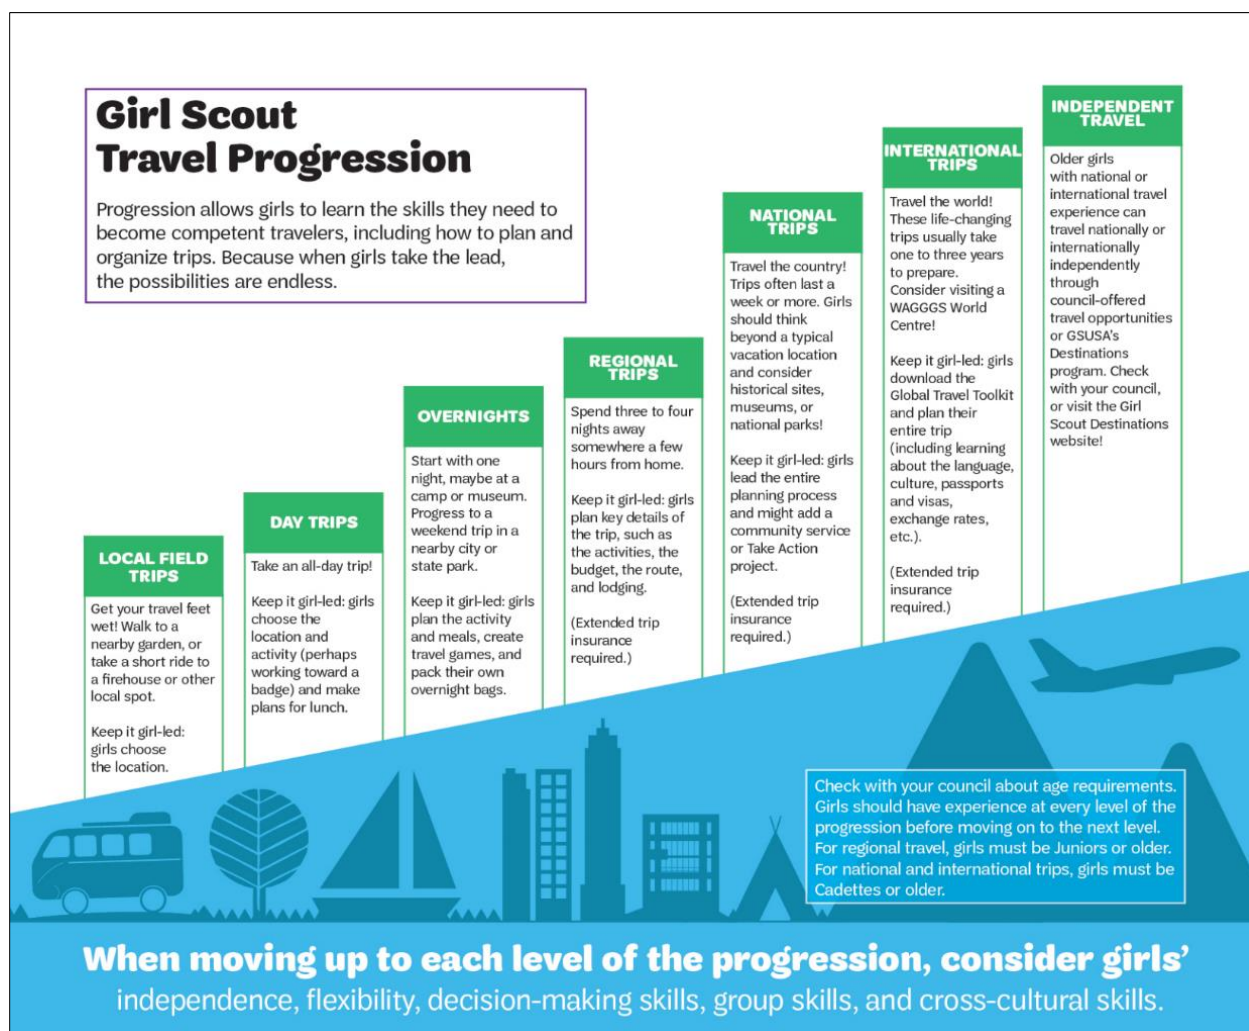 Girl Scout
Travel Progression
Progression allows girls to learn the skills they need to
become competent travelers, including how to plan and
organize trips. Because when girls take the lead,
the possibilities are endless.
LOCAL FIELD
TRIPS
Get your travel feet
wet! Walk to a
nearby garden, or
take a short ride to
a firehouse or other
local spot.
Keep it girl-led:
girls choose
the location.
DAY TRIPS
Take an all-day trip!
Keep it girl-led: girls
choose the
location and
activity (perhaps
working toward a
badge) and make
plans for lunch.
OVERNIGHTS
Start with one
night, maybe at a
camp or museum.
Progress to a
weekend trip in a
nearby city or
state park.
Keep it girl-led: girls
plan the activity
and meals, create
travel games, and
pack their own
overnight bags.
REGIONAL
TRIPS
Spend three to four
nights away
somewhere a few
hours from home.
Keep it girl-led: girls
plan key details of
the trip, such as
the activities, the
budget, the route,
and lodging.
(Extended trip
insurance
required.)
NATIONAL
TRIPS
Travel the country!
Trips often last a
week or more. Girls
should think
beyond a typical
vacation location
and consider
historical sites,
museums, or
national parks!
Keep it girl-led: girls
lead the entire
planning process
and might add a
community service
or Take Action
project.
(Extended trip
insurance
required.)
INTERNATIONAL
TRIPS
Travel the world!
These life-changing
trips usually take
one to three years
to prepare.
Consider visiting a
WAGGGS World
Centre!
Keep it girl-led: girls
download the
Global Travel Toolkit
and plan their
entire trip
(including learning
about the language,
culture, passports
and visas,
exchange rates,
etc.).
(Extended trip
insurance
required.)
INDEPENDENT
TRAVEL
Older girls
with national or
international travel
experience can
travel nationally or
internationally
independently
through
council-offered
travel opportunities
or GSUSA's
Destinations
program. Check
with your council,
or visit the Girl
Scout Destinations
website!
Check with your council about age requirements.
Girls should have experience at every level of the
progression before moving on to the next level.
For regional travel, girls must be Juniors or older.
For national and international trips, girls must be
Cadettes or older.
When moving up to each level of the progression, consider girls'
independence, flexibility, decision-making skills, group skills, and cross-cultural skills.